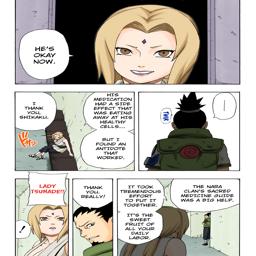 HE'S
OKAY
NOW.
...
HIS
MEDICATION
HAD A SIDE
EFFECT THAT
WAS EATING
AWAY AT HIS
HEALTHY
CELLS...
BUT I
FOUND AN
ANTIDOTE
THAT
WORKED.
I
THANK
YOU,
SHIKAKU.
THE NARA
CLAN'S SACRED
MEDICINE GUIDE
WAS A BIG HELP.
IT TOOK
TREMENDOUS
EFFORT TO
PUT IT
TOGETHER.
IT'S THE
SWEET
FRUIT OF
ALL YOUR
DAILY
LABOR.
THANK
YOU,
REALLY!
LADY
TSUNADE!!
!